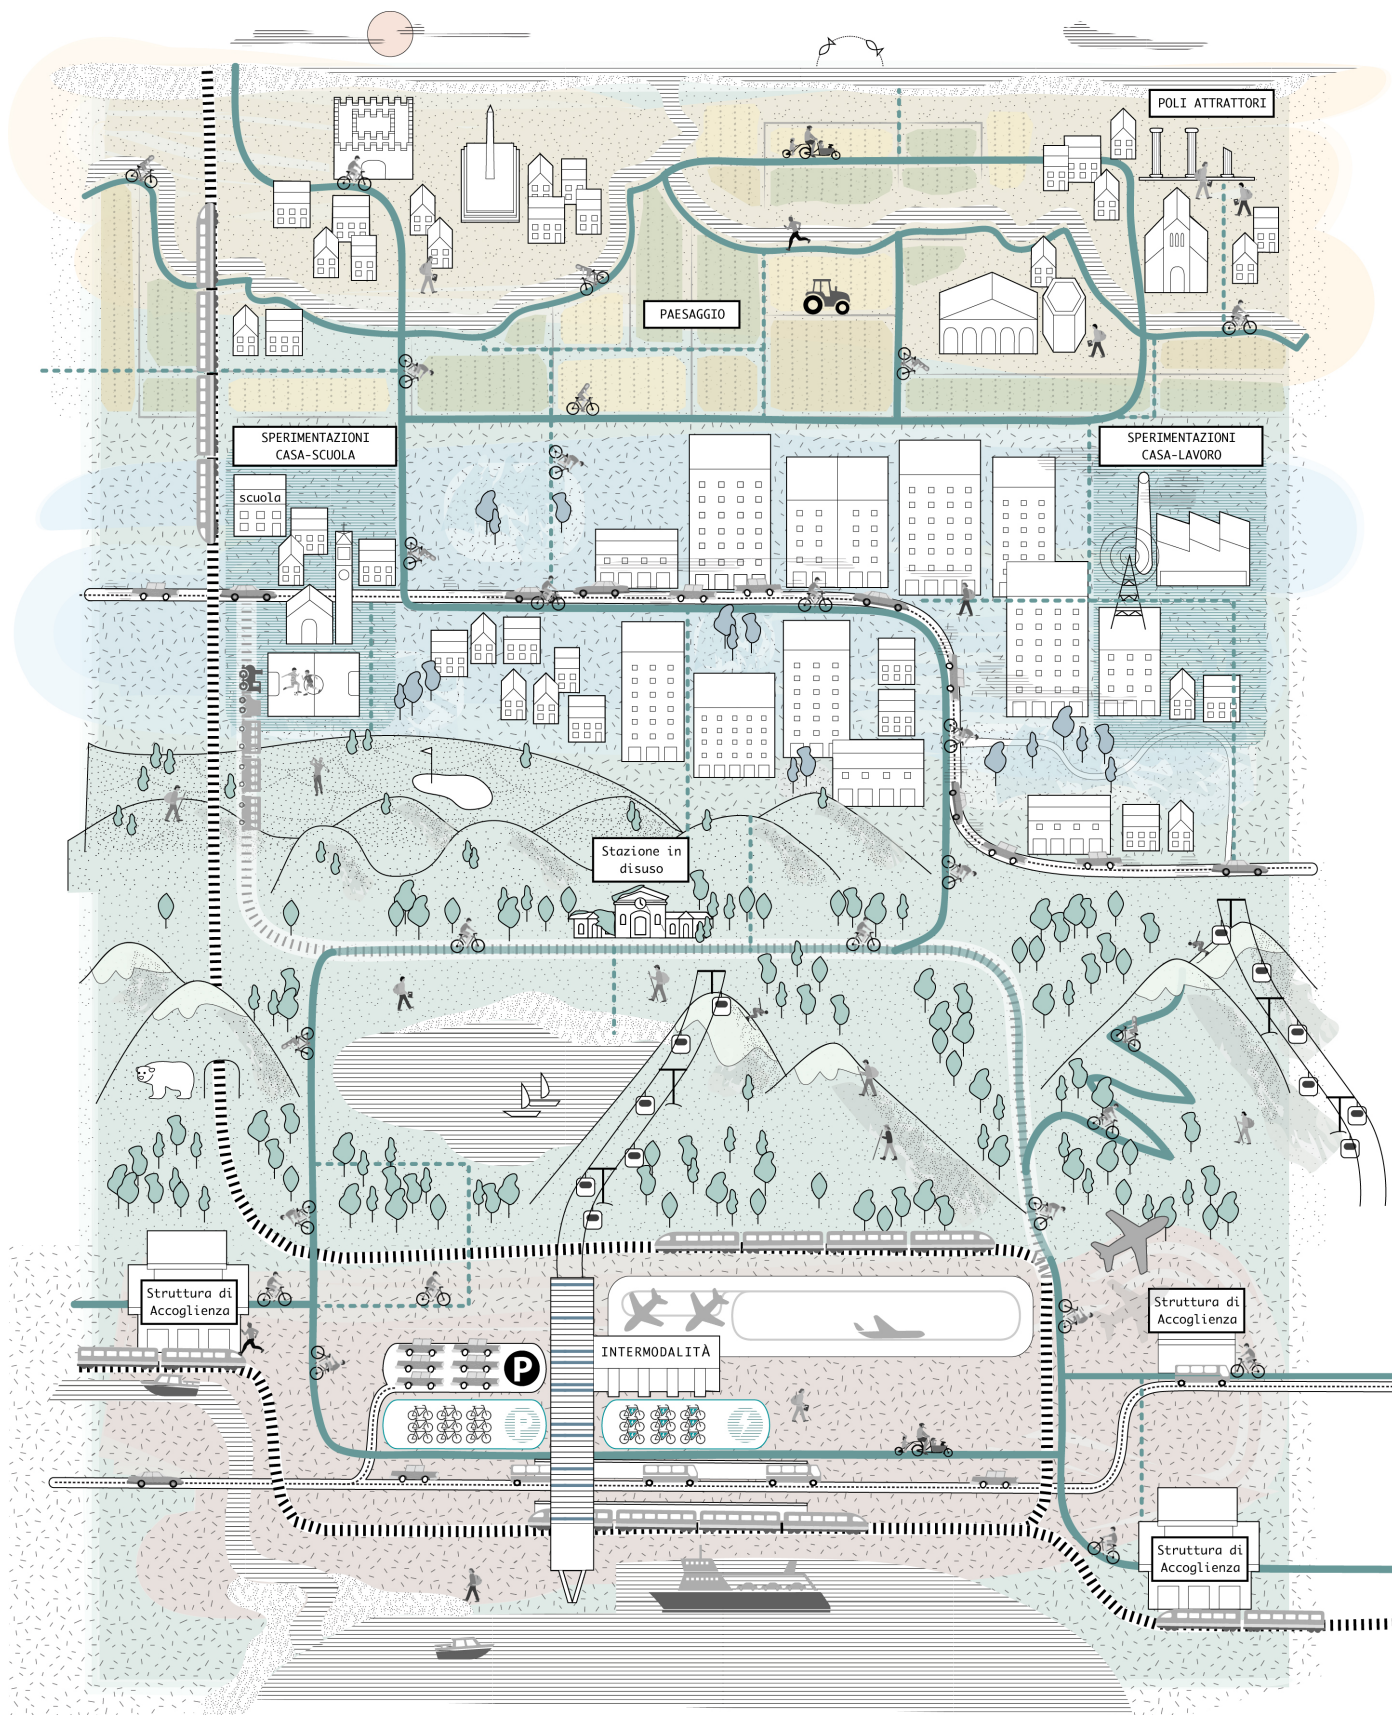 POLI ATTRATTORI
PAESAGGIO
SPERIMENTAZIONI
CASA-SCUOLA
SPERIMENTAZIONI
CASA-LAVORO
scuola
Stazione in
disuso
Struttura di
Accoglienza
Struttura di
Accoglienza
INTERMODALITÀ
P
Struttura di
Accoglienza